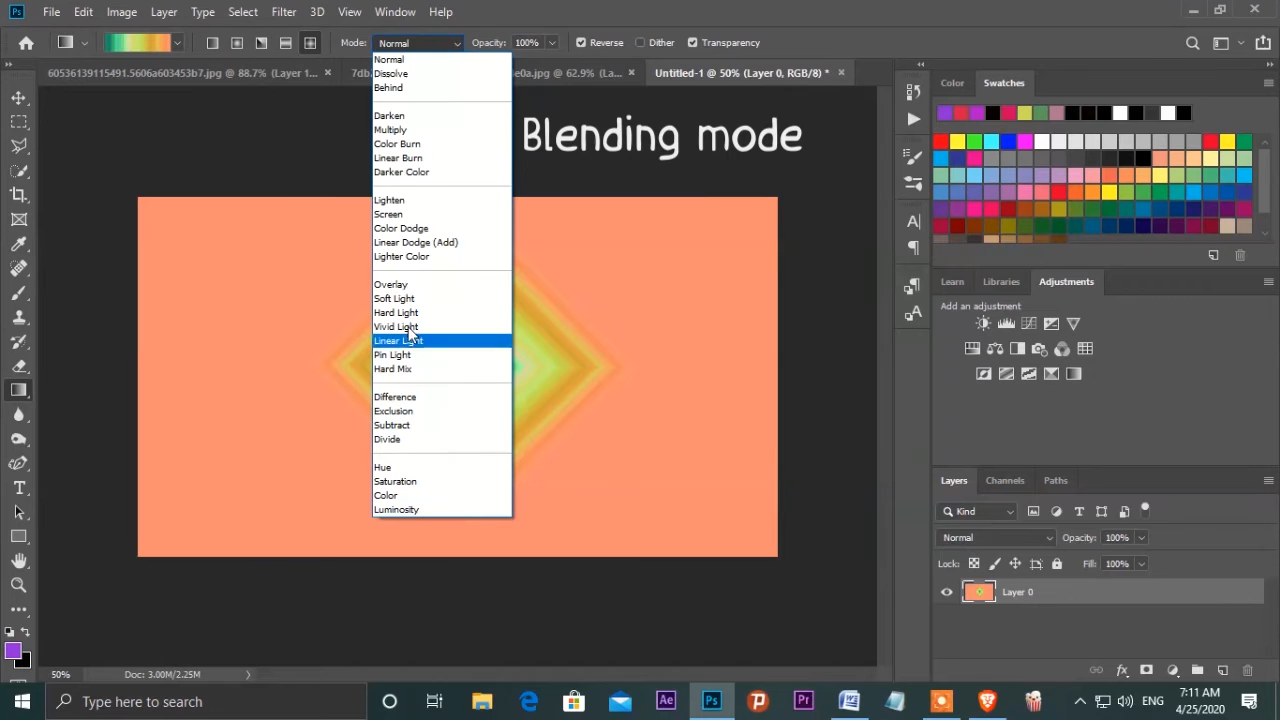 Ps File Edit Image Layer Type Select Filter 3D View Window Help
Mode: Normal Opacity: 100% Reverse Dither Transparency
60536139115491.5606a603453b7.jpg @ 88.7% (Layer 1... × e0a.jpg @ 62.9% (La... × Untitled-1 @ 50% (Layer 0, RGB/8) * ×
Normal
Dissolve
Behind
Darken
Multiply
Color Burn
Linear Burn
Darker Color
Lighten
Screen
Color Dodge
Linear Dodge (Add)
Lighter Color
Overlay
Soft Light
Hard Light
Vivid Light
Linear Light
Pin Light
Hard Mix
Difference
Exclusion
Subtract
Divide
Hue
Saturation
Color
Luminosity
Blending mode
Color Swatches
Learn Libraries Adjustments
Add an adjustment
Layers Channels Paths
Kind
Normal Opacity: 100%
Lock: Fill: 100%
Layer 0
50% Doc: 3.00M/2.25M
Type here to search
Ae Ps Pr
ENG
7:11 AM
4/25/2020